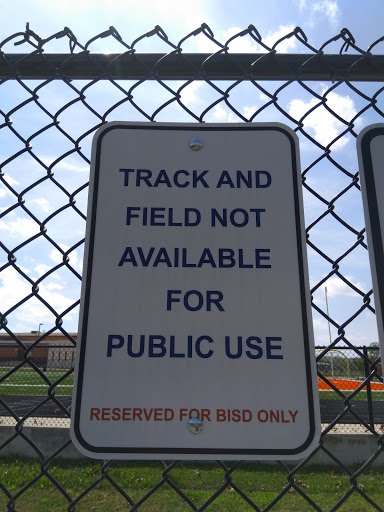 TRACK AND
FIELD NOT
AVAILABLE
FOR
PUBLIC USE
RESERVED FOR BISD ONLY